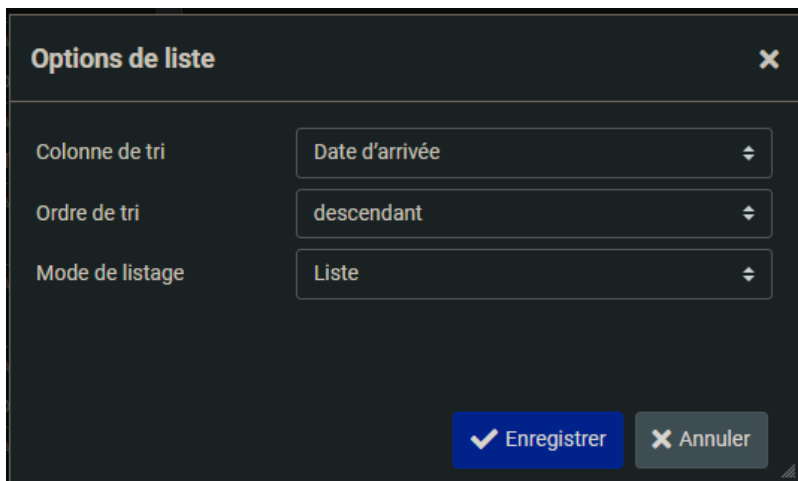 Options de liste
Colonne de tri Date d’arrivée
Ordre de tri descendant
Mode de listage Liste
Enregistrer Annuler